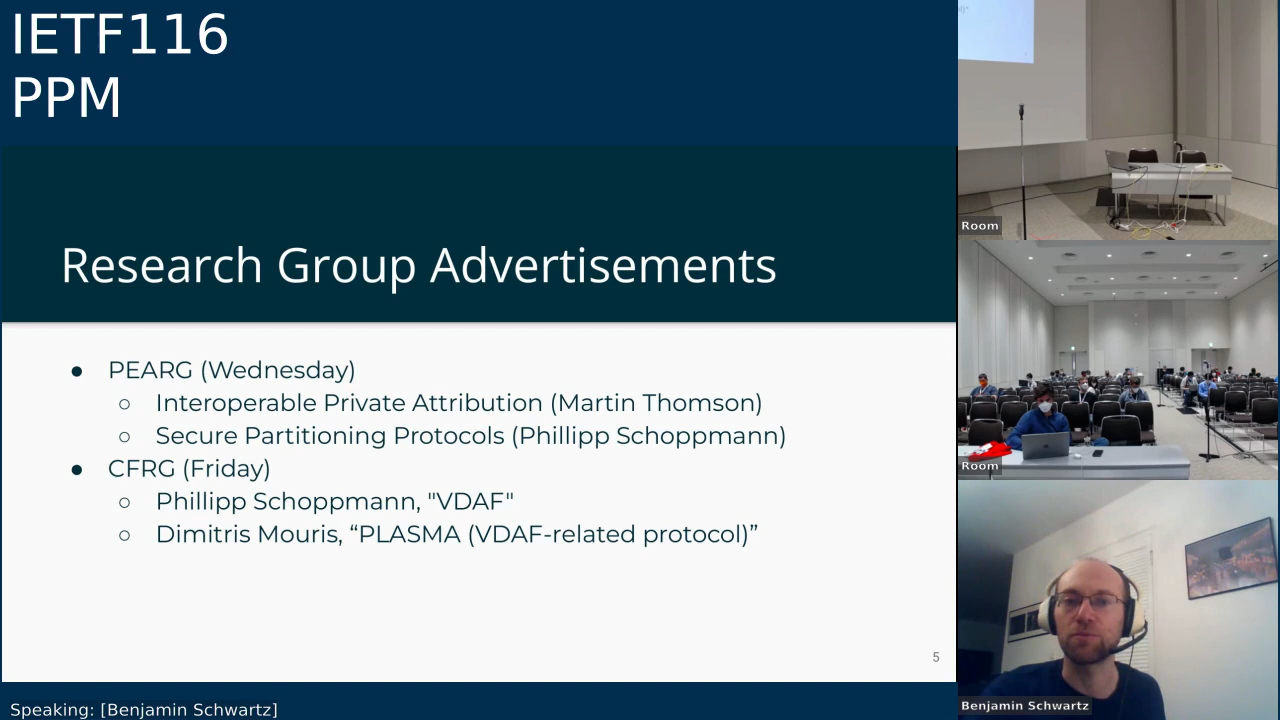 IETF116
PPM
Research Group Advertisements
● PEARG (Wednesday)
○ Interoperable Private Attribution (Martin Thomson)
○ Secure Partitioning Protocols (Phillipp Schoppmann)
● CFRG (Friday)
○ Phillipp Schoppmann, "VDAF"
○ Dimitris Mouris, “PLASMA (VDAF-related protocol)”
5
Speaking: [Benjamin Schwartz]
Room
Room
Benjamin Schwartz